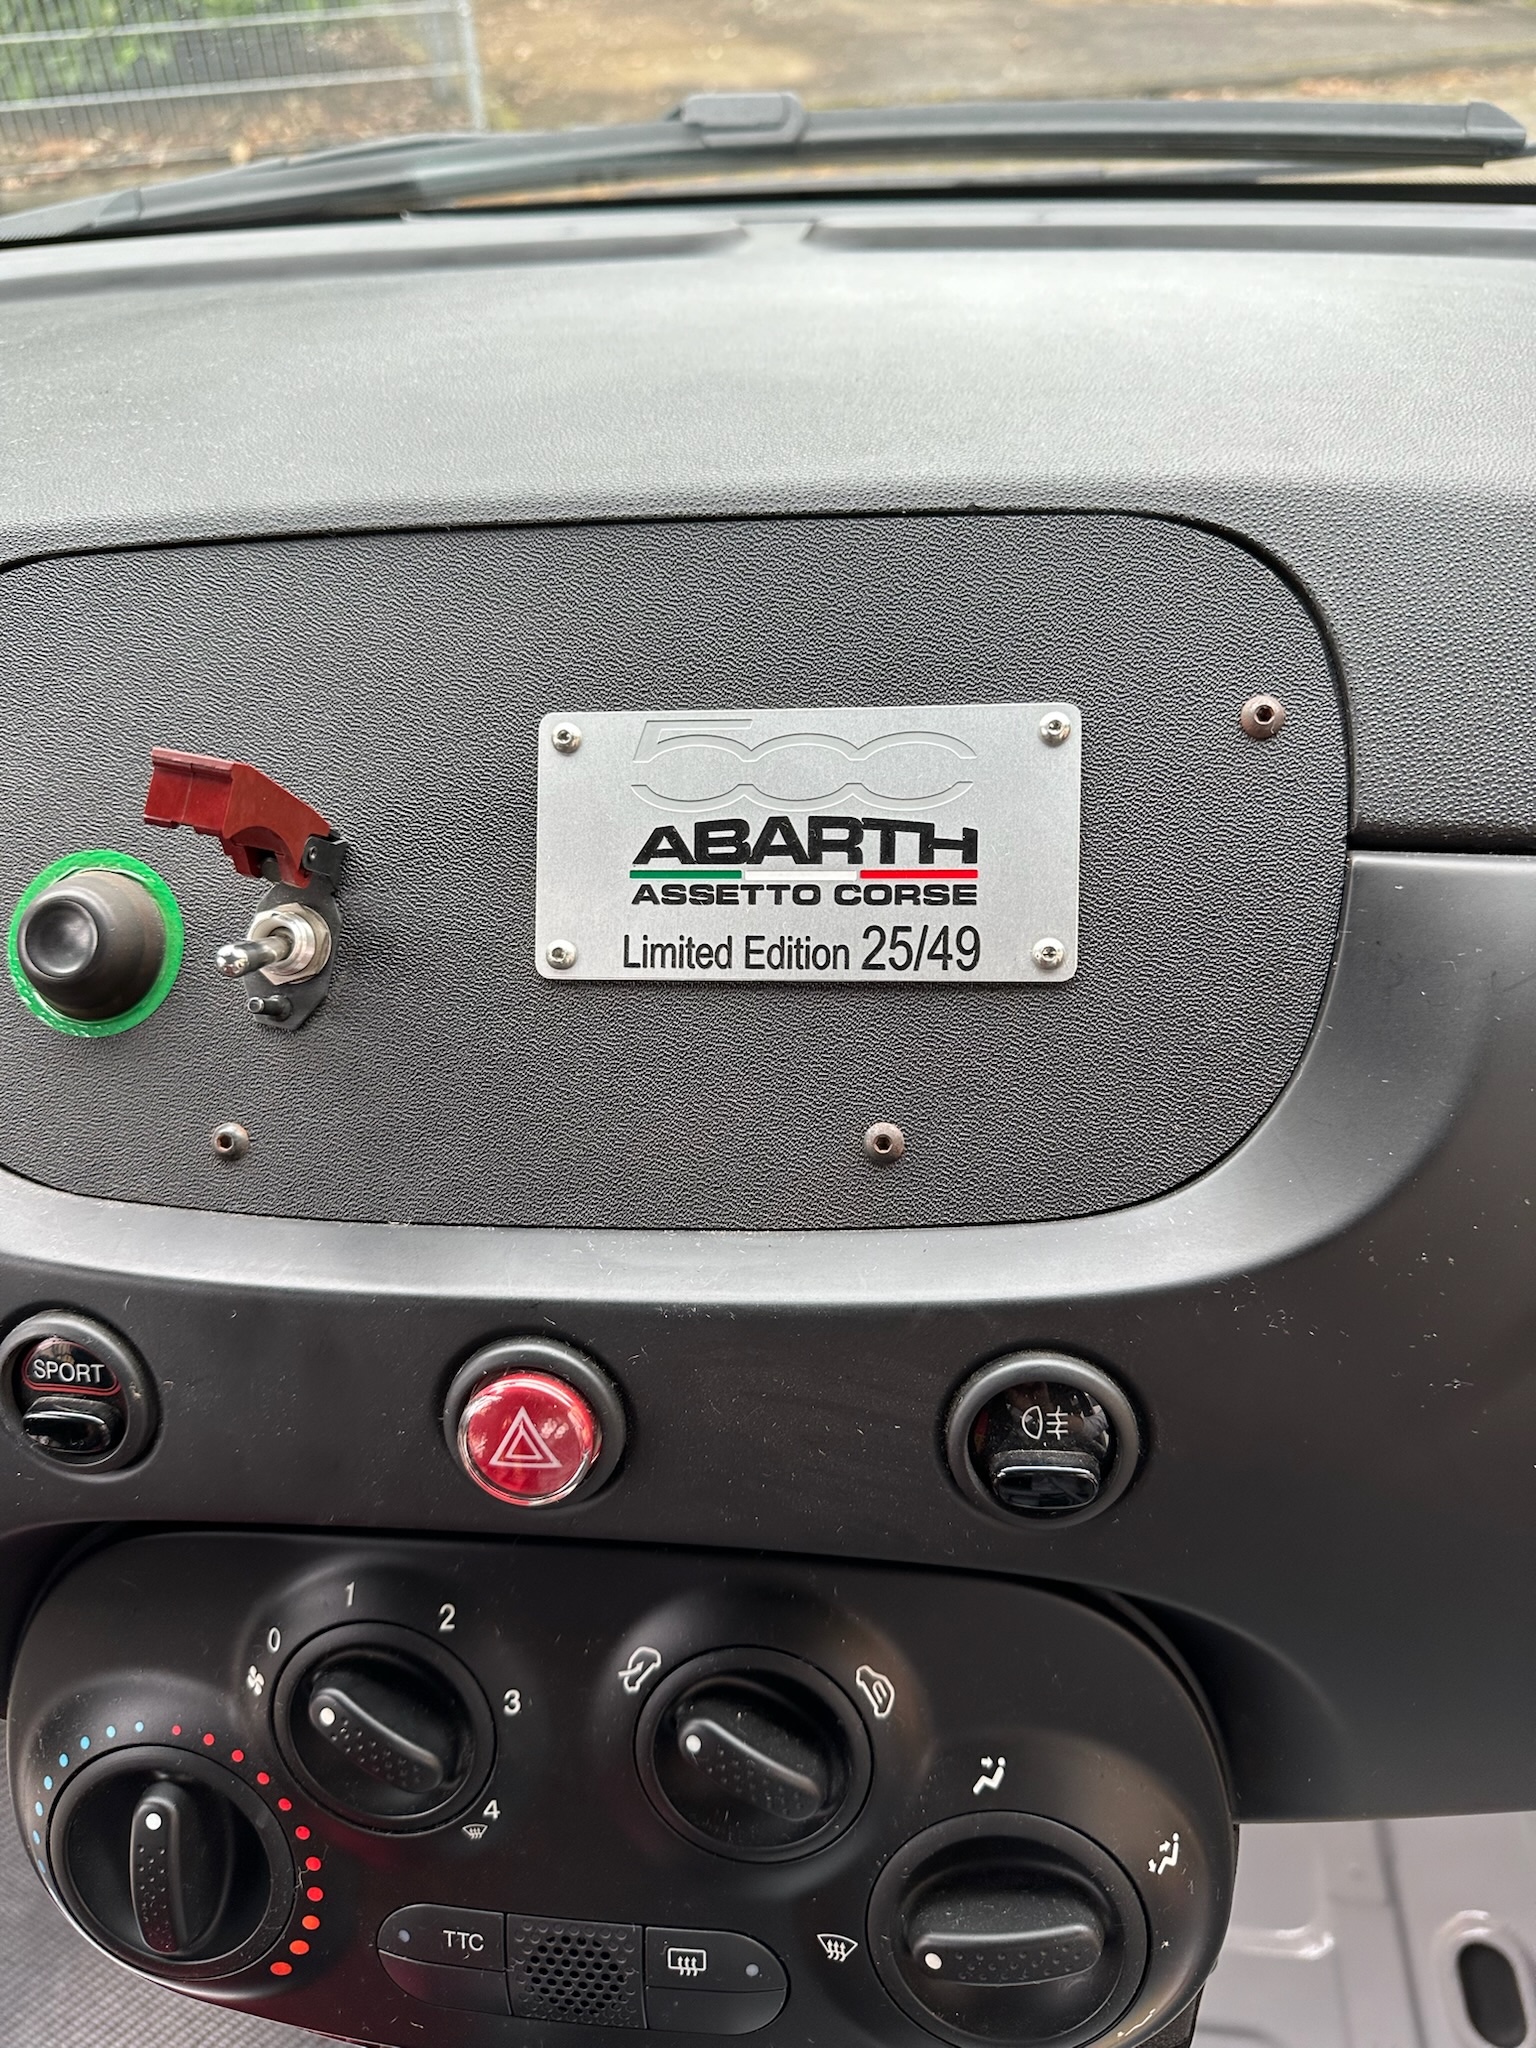 500
ABARTH
ASSETTO CORSE
Limited Edition 25/49
SPORT
0
1
2
3
4
TTC